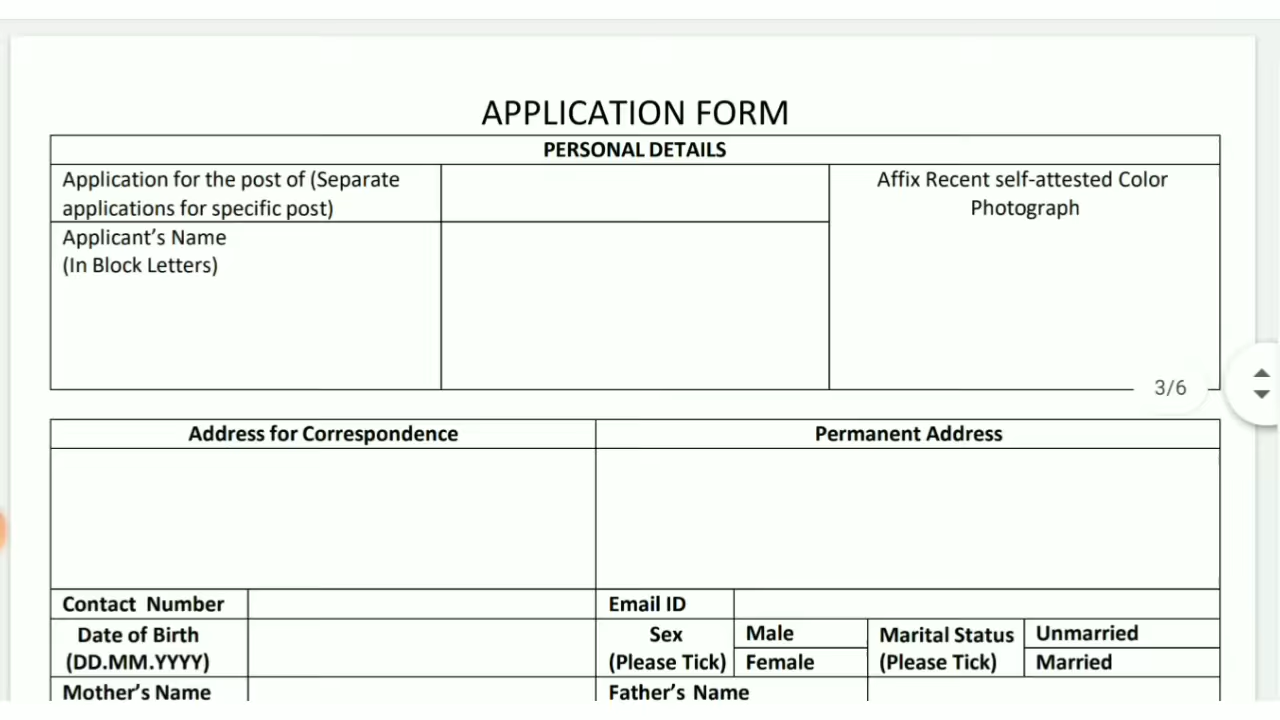 APPLICATION FORM
PERSONAL DETAILS
Application for the post of (Separate
applications for specific post)
Affix Recent self-attested Color
Photograph
Applicant’s Name
(In Block Letters)
3/6
Address for Correspondence
Permanent Address
Contact Number
Email ID
Date of Birth
(DD.MM.YYYY)
Sex
(Please Tick)
Male
Female
Marital Status
(Please Tick)
Unmarried
Married
Mother’s Name
Father’s Name